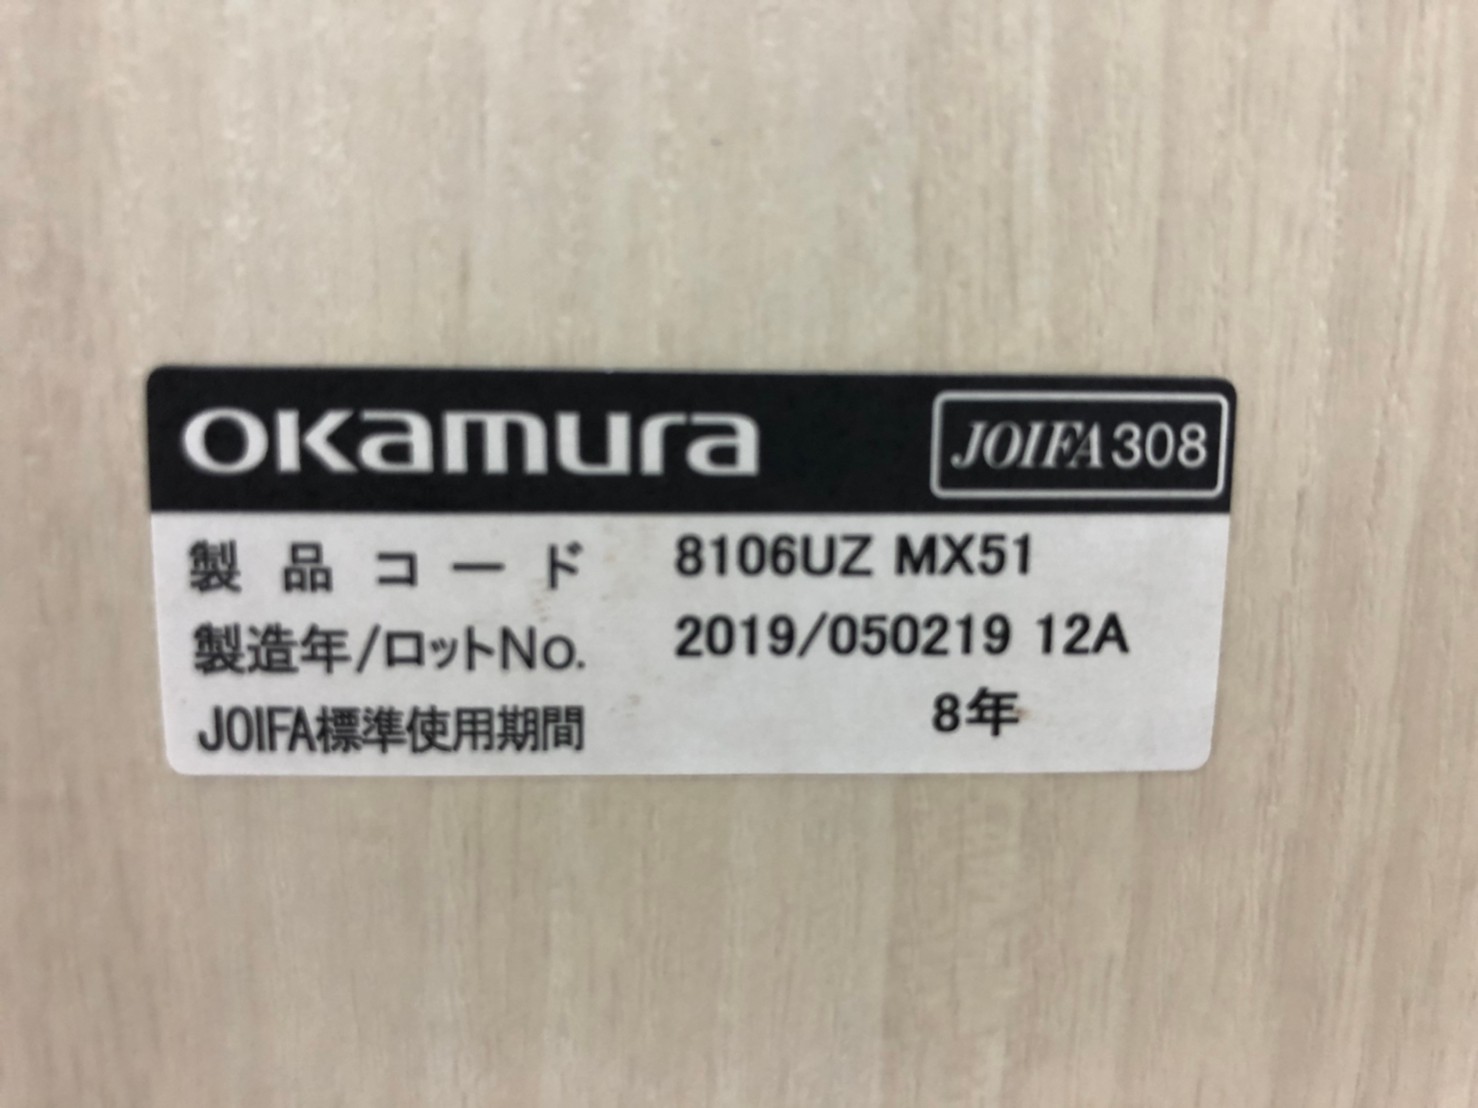 okamura JOIFA308
製品コード 8106UZ MX51
製造年/ロットNo. 2019/050219 12A
JOIFA標準使用期間 8年